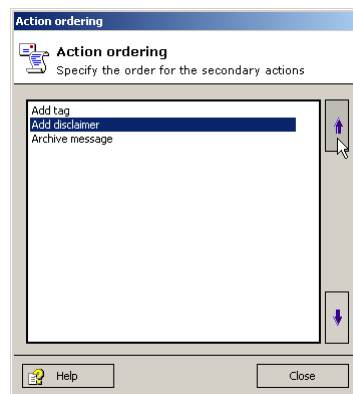 Action ordering
Action ordering
Specify the order for the secondary actions
Add tag
Add disclaimer
Archive message
Help
Close